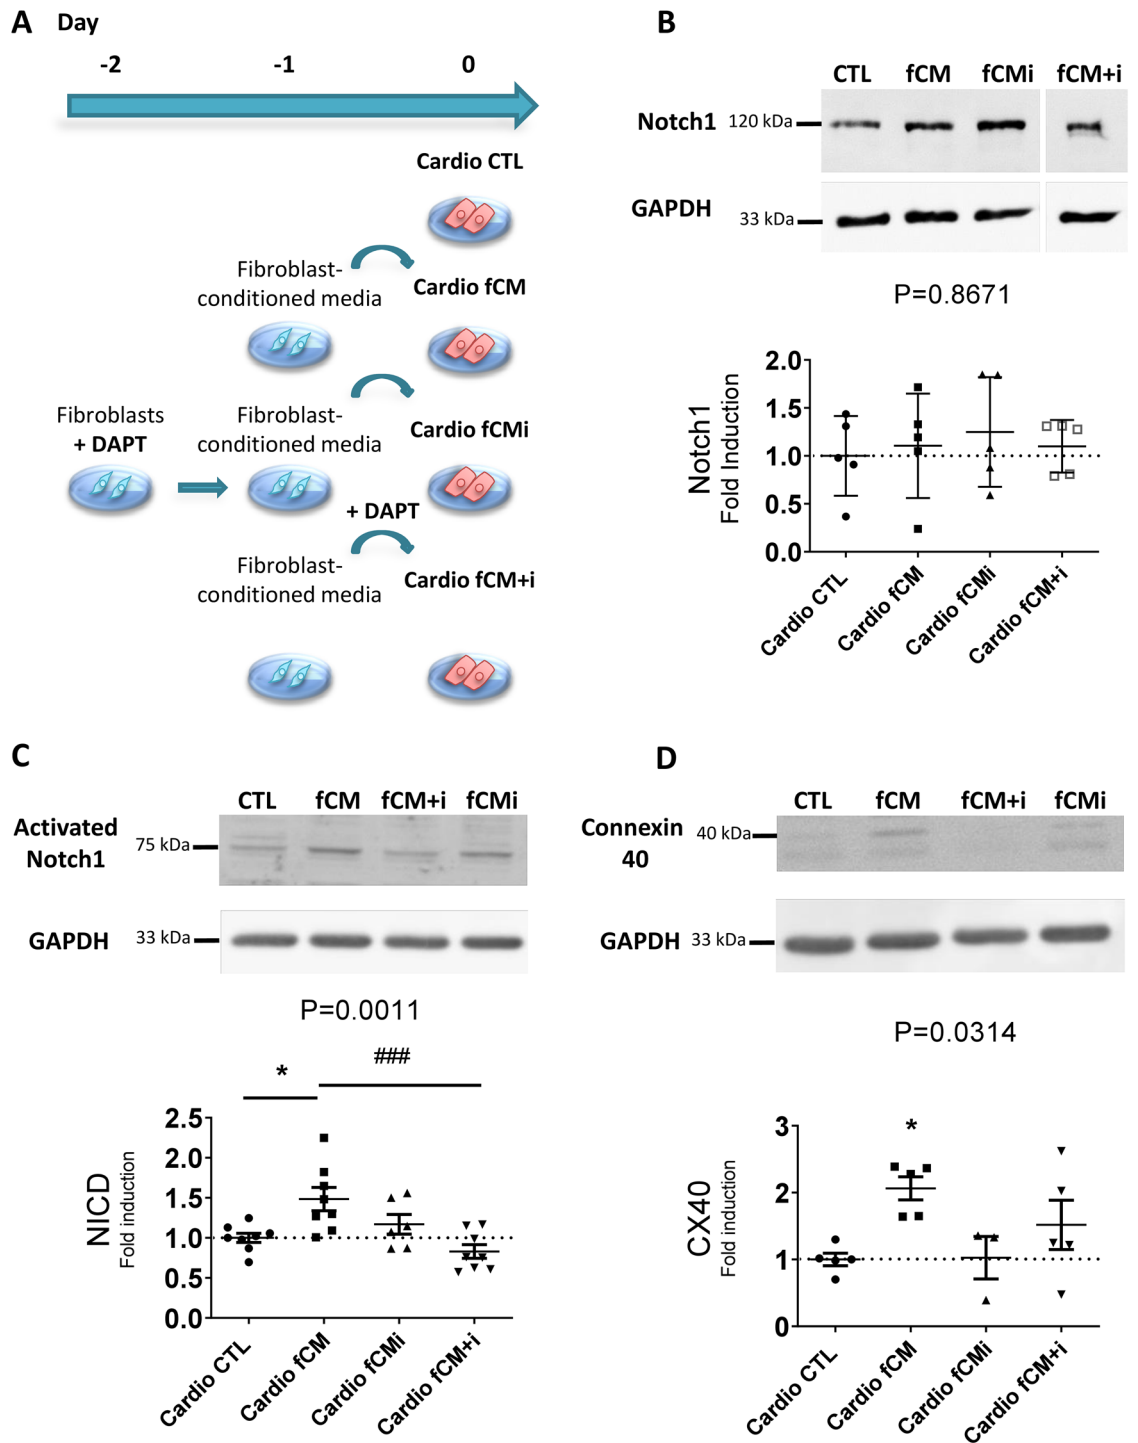 A
Day
-2
-1
0
Cardio CTL
Fibroblast-
conditioned media
Cardio fCM
Fibroblasts
+ DAPT
Fibroblast-
conditioned media
Cardio fCMi
+ DAPT
Fibroblast-
conditioned media
Cardio fCM+i
B
CTL fCM fCMi fCM+i
Notch1 120 kDa
GAPDH 33 kDa
P=0.8671
Notch1
Fold Induction
2.0
1.5
1.0
0.5
0.0
Cardio CTL
Cardio fCM
Cardio fCMi
Cardio fCM+i
C
CTL fCM fCM+i fCMi
Activated
Notch1
75 kDa
GAPDH 33 kDa
P=0.0011
###
*
NICD
Fold induction
2.5
2.0
1.5
1.0
0.5
0.0
Cardio CTL
Cardio fCM
Cardio fCMi
Cardio fCM+i
D
CTL fCM fCM+i fCMi
Connexin
40
40 kDa
GAPDH 33 kDa
P=0.0314
*
CX40
Fold induction
3
2
1
0
Cardio CTL
Cardio fCM
Cardio fCMi
Cardio fCM+i